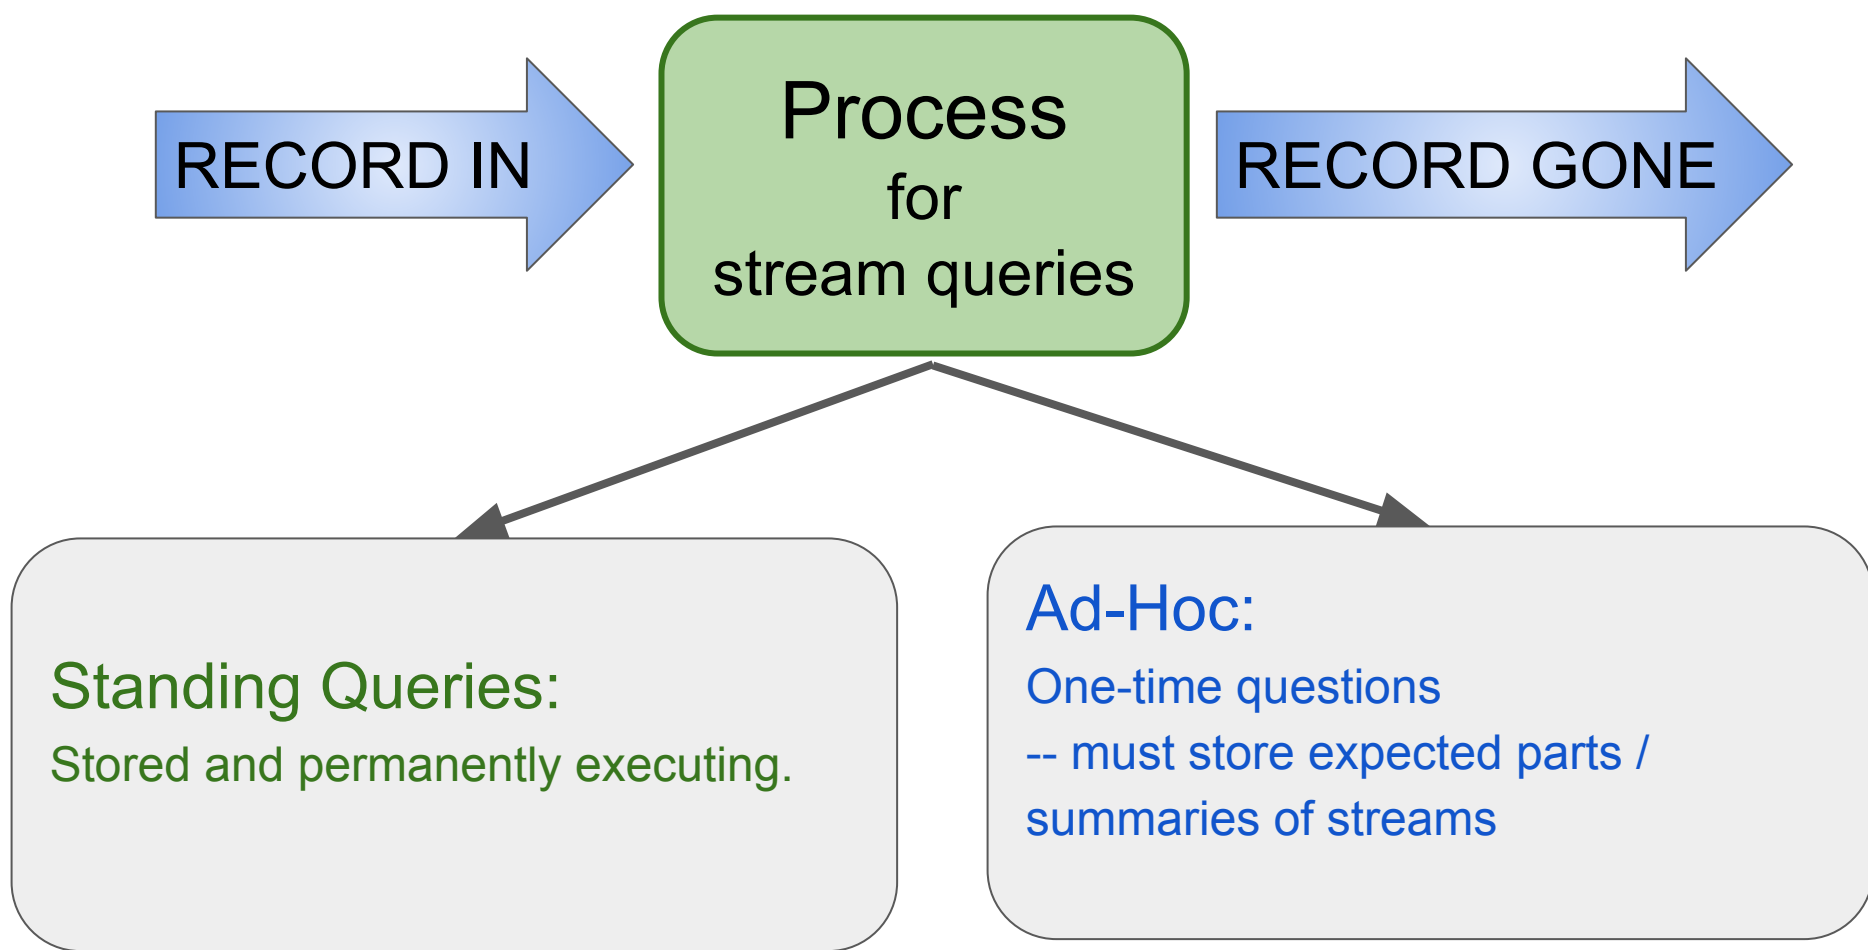 RECORD IN
Process
for
stream queries
RECORD GONE
Standing Queries:
Stored and permanently executing.
Ad-Hoc:
One-time questions
-- must store expected parts /
summaries of streams